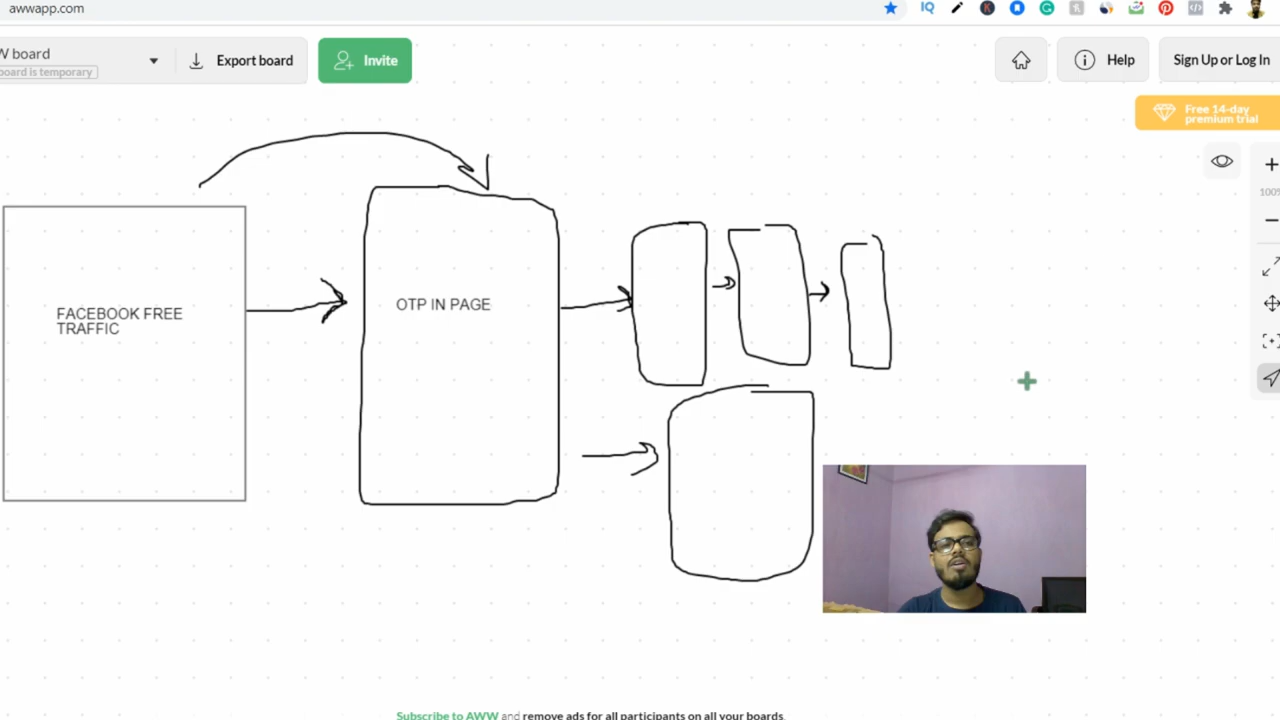 awwapp.com
W board
board is temporary
Export board
Invite
Help
Sign Up or Log In
Free 14-day
premium trial
100%
FACEBOOK FREE
TRAFFIC
OTP IN PAGE
Subscribe to AWW and remove ads for all participants on all your boards.